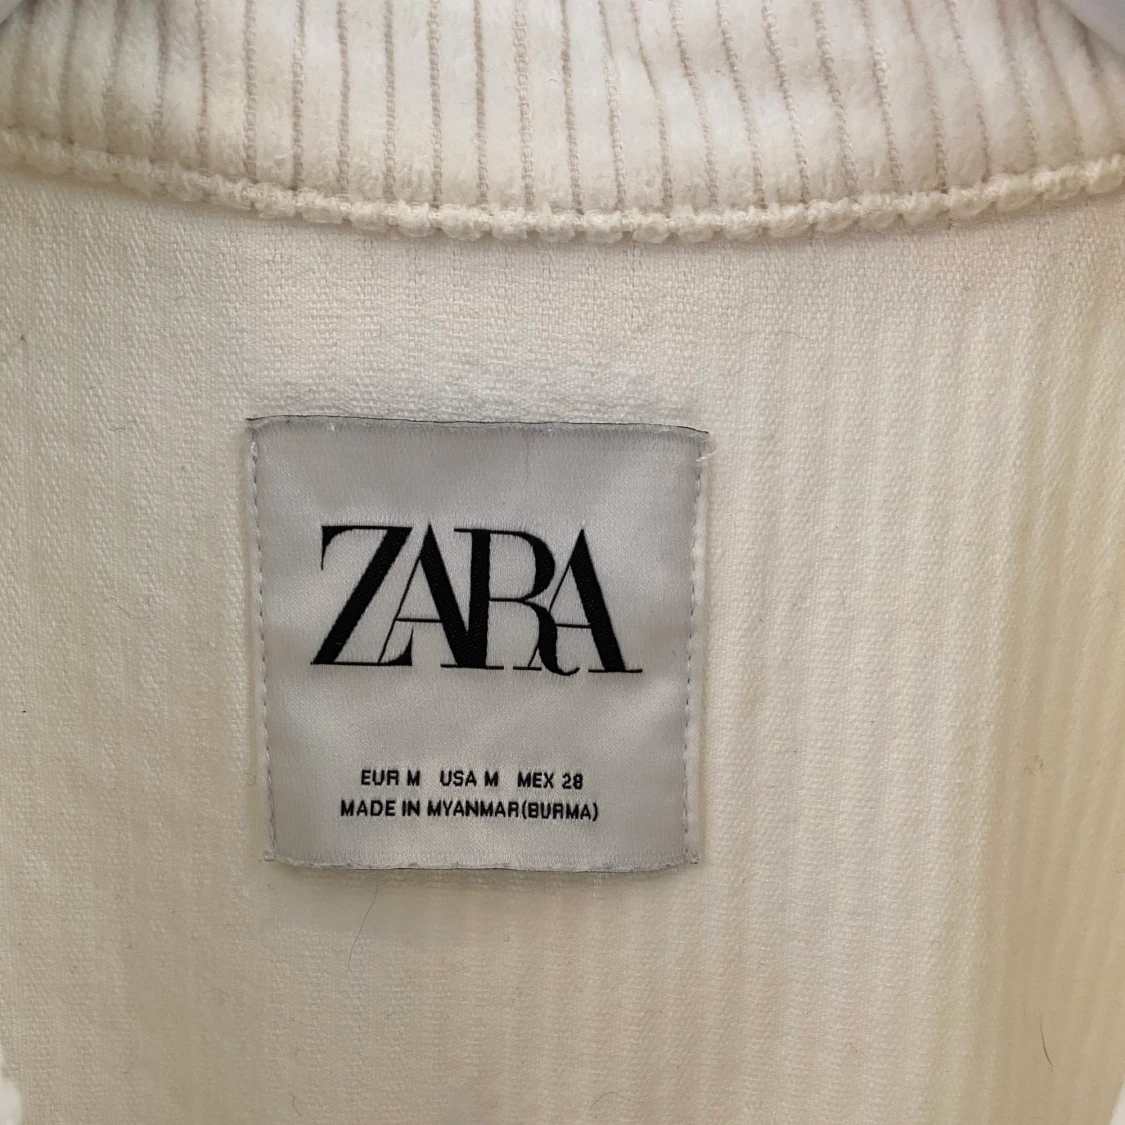 ZARA
EUR M USA M MEX 28
MADE IN MYANMAR(BURMA)